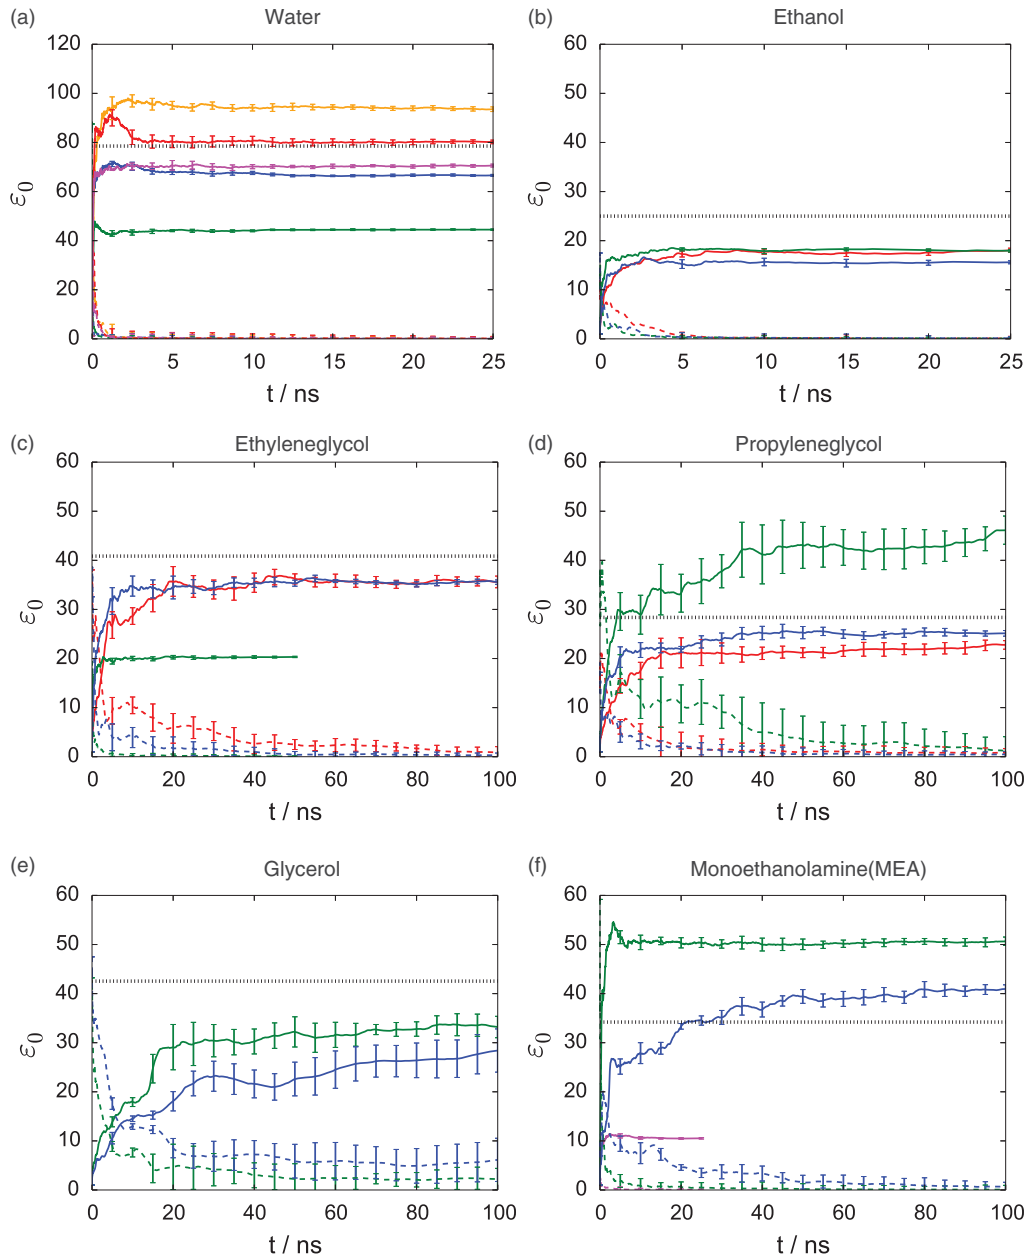 (a) Water
120
100
80
60
40
20
0
ε0
0 5 10 15 20 25
t / ns
(b) Ethanol
60
50
40
30
20
10
0
ε0
0 5 10 15 20 25
t / ns
(c) Ethyleneglycol
60
50
40
30
20
10
0
ε0
0 20 40 60 80 100
t / ns
(d) Propyleneglycol
60
50
40
30
20
10
0
ε0
0 20 40 60 80 100
t / ns
(e) Glycerol
60
50
40
30
20
10
0
ε0
0 20 40 60 80 100
t / ns
(f) Monoethanolamine(MEA)
60
50
40
30
20
10
0
ε0
0 20 40 60 80 100
t / ns